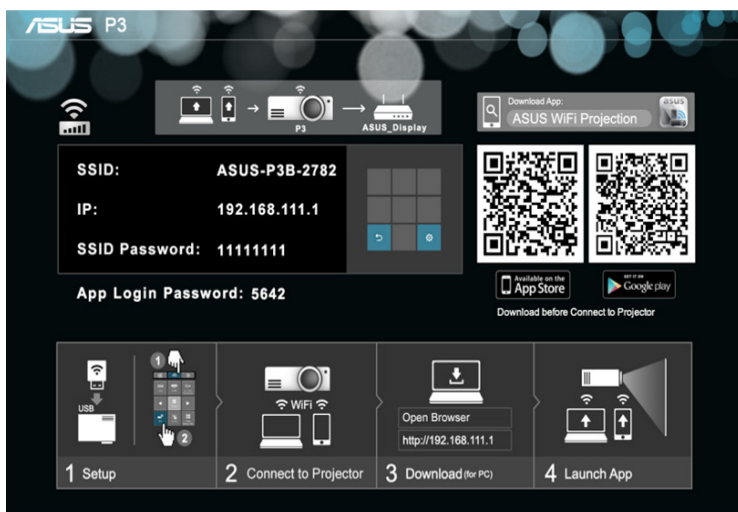 ASUS P3
P3
ASUS_Display
Download App:
ASUS WiFi Projection
asus
SSID: ASUS-P3B-2782
IP: 192.168.111.1
SSID Password: 11111111
App Login Password: 5642
Available on the
App Store
GET IT ON
Google play
Download before Connect to Projector
1
2
USB
WiFi
Open Browser
http://192.168.111.1
1 Setup
2 Connect to Projector
3 Download (for PC)
4 Launch App